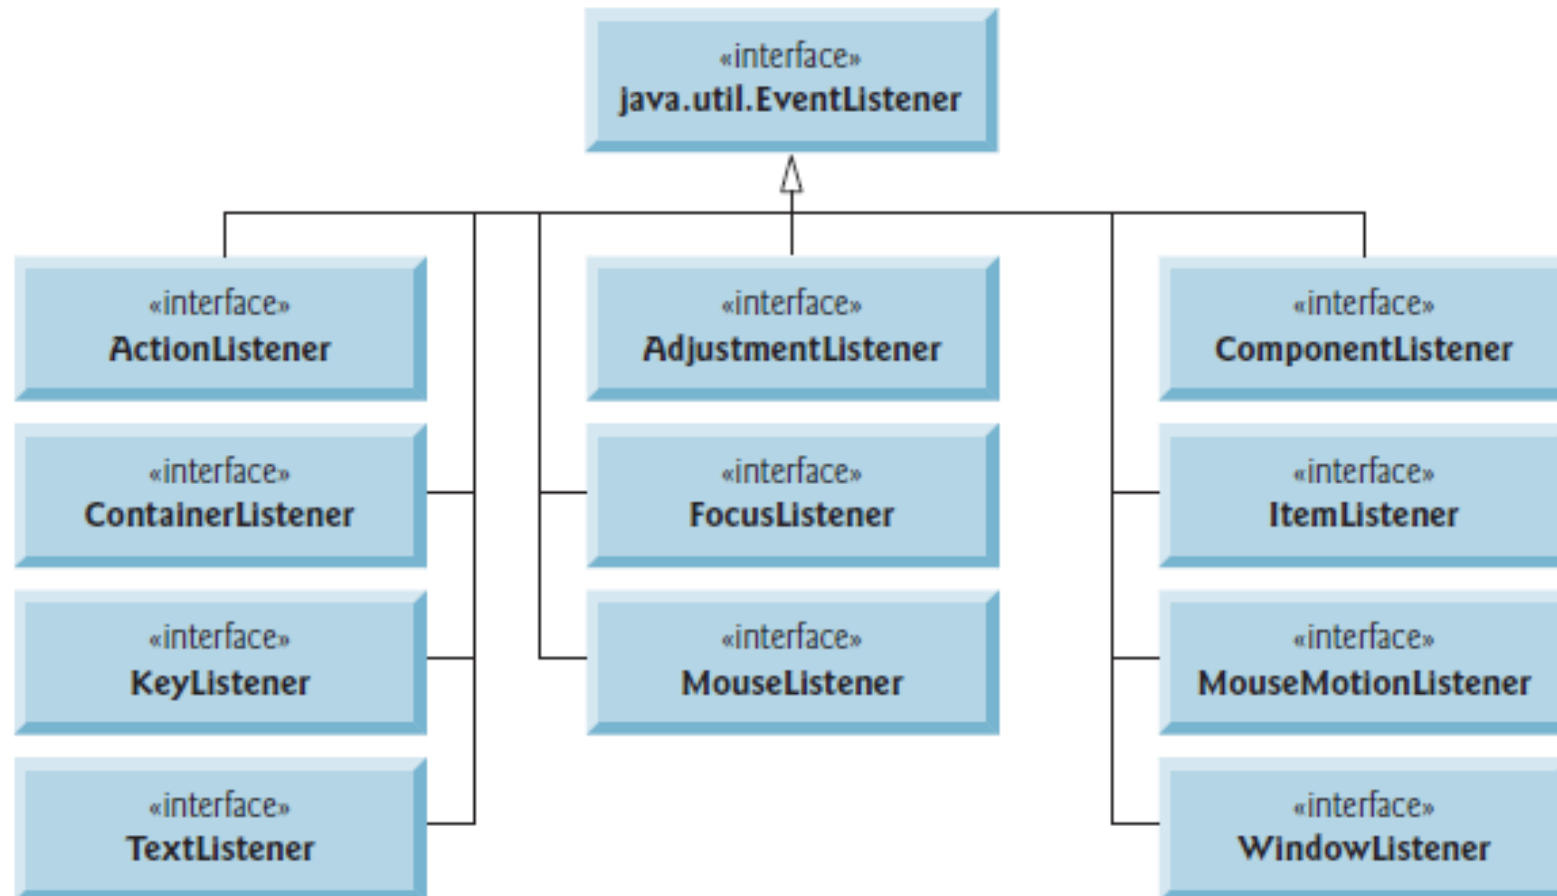 «interface»
java.util.EventListener
«interface»
ActionListener
«interface»
AdjustmentListener
«interface»
ComponentListener
«interface»
ContainerListener
«interface»
FocusListener
«interface»
ItemListener
«interface»
KeyListener
«interface»
MouseListener
«interface»
MouseMotionListener
«interface»
TextListener
«interface»
WindowListener